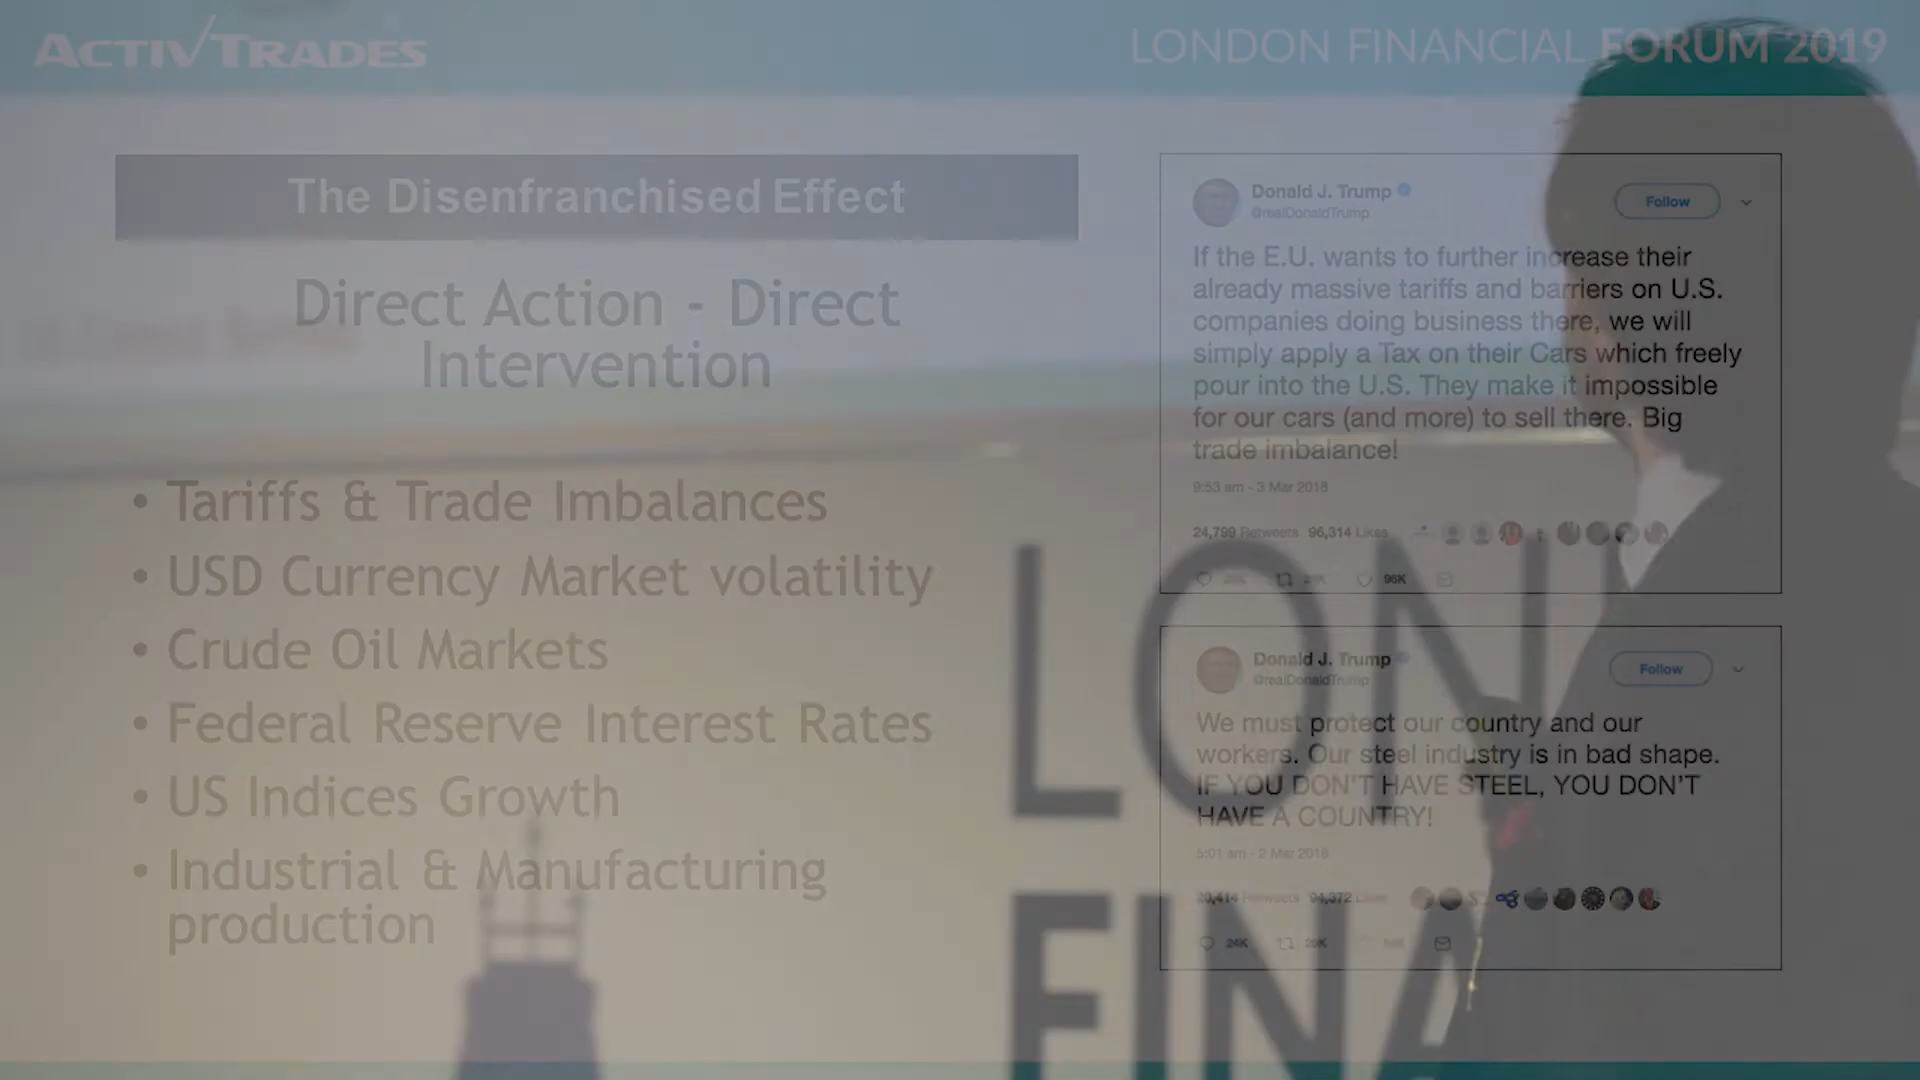 ACTIVTRADES
LONDON FINANCIAL FORUM 2019
The Disenfranchised Effect
Direct Action - Direct
Intervention
• Tariffs & Trade Imbalances
• USD Currency Market volatility
• Crude Oil Markets
• Federal Reserve Interest Rates
• US Indices Growth
• Industrial & Manufacturing
production
Donald J. Trump
@realDonaldTrump
Follow
If the E.U. wants to further increase their
already massive tariffs and barriers on U.S.
companies doing business there, we will
simply apply a Tax on their Cars which freely
pour into the U.S. They make it impossible
for our cars (and more) to sell there. Big
trade imbalance!
9:53 am - 3 Mar 2018
24,799 Retweets 96,314 Likes
96K
Donald J. Trump
@realDonaldTrump
Follow
We must protect our country and our
workers. Our steel industry is in bad shape.
IF YOU DON'T HAVE STEEL, YOU DON'T
HAVE A COUNTRY!
5:01 am - 2 Mar 2018
Retweets 94,372 Likes
24K
LON
FINA